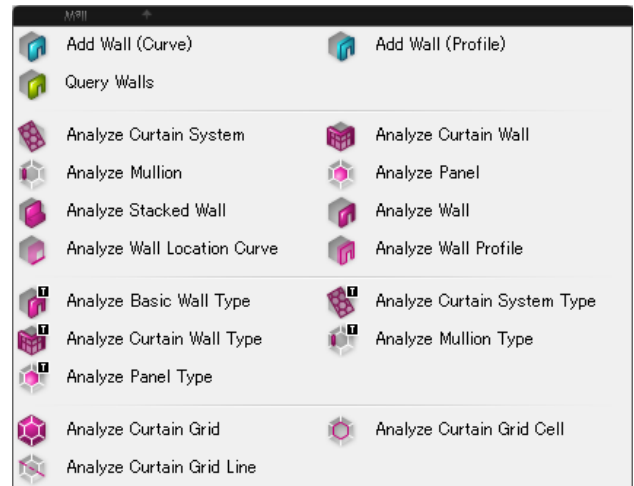 Wall
Add Wall (Curve)
Add Wall (Profile)
Query Walls
Analyze Curtain System
Analyze Curtain Wall
Analyze Mullion
Analyze Panel
Analyze Stacked Wall
Analyze Wall
Analyze Wall Location Curve
Analyze Wall Profile
T
Analyze Basic Wall Type
T
Analyze Curtain System Type
T
Analyze Curtain Wall Type
T
Analyze Mullion Type
T
Analyze Panel Type
Analyze Curtain Grid
Analyze Curtain Grid Cell
Analyze Curtain Grid Line